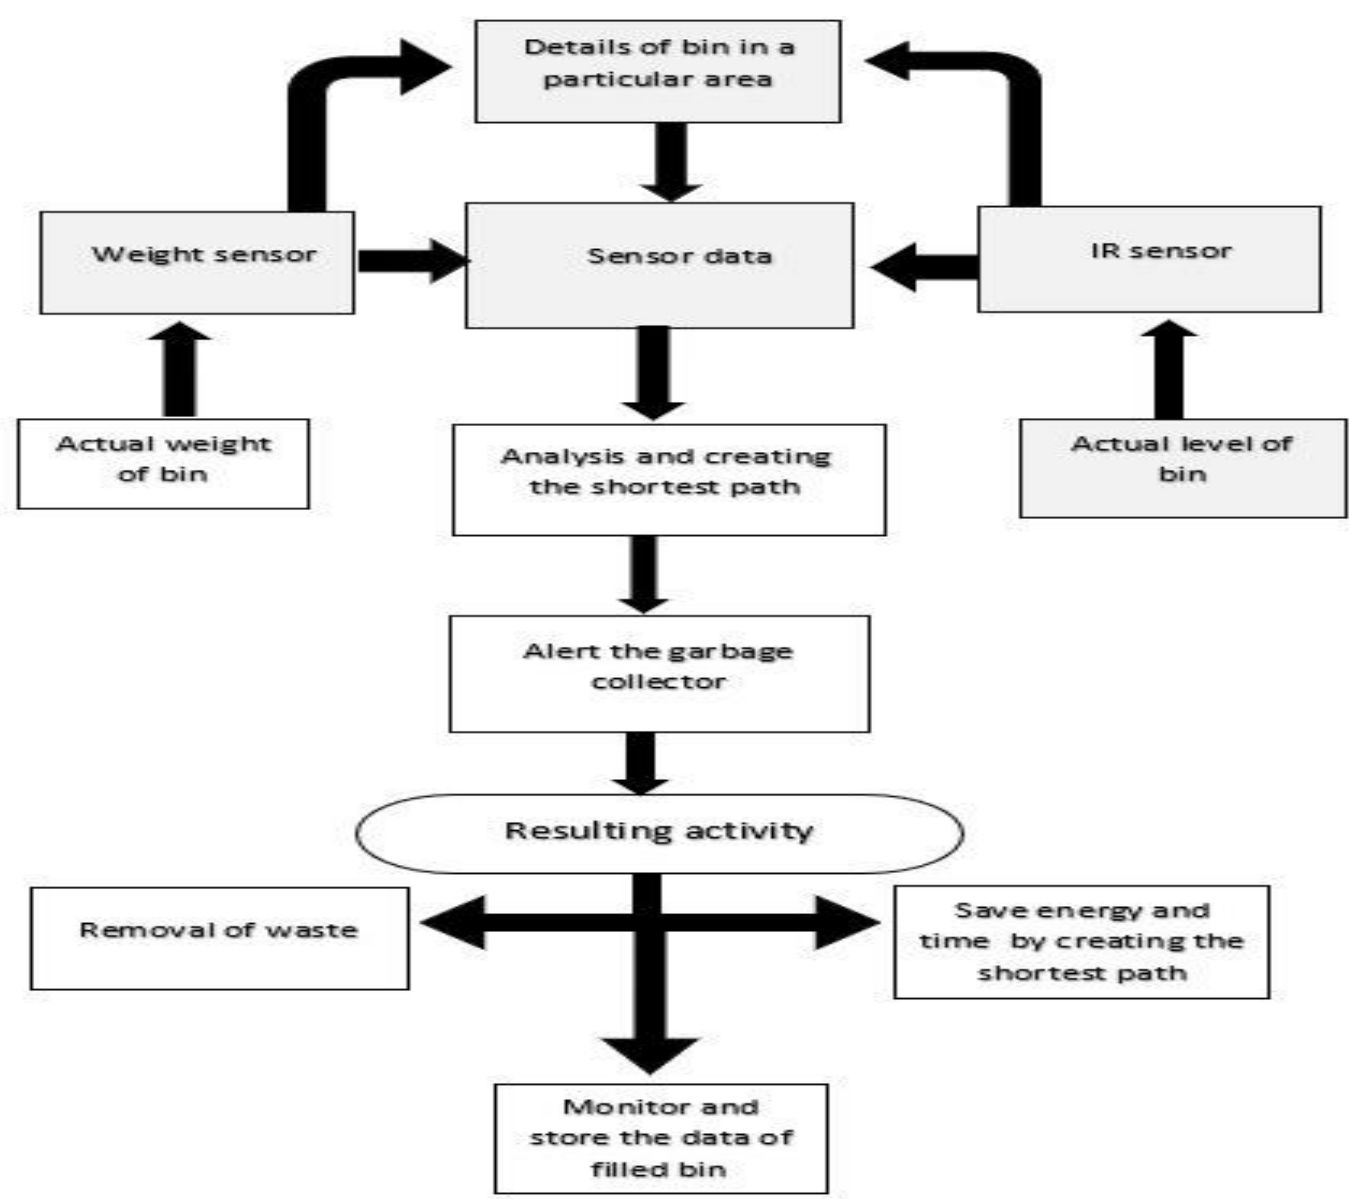 Details of bin in a
particular area
Weight sensor
Sensor data
IR sensor
Actual weight
of bin
Analysis and creating
the shortest path
Actual level of
bin
Alert the garbage
collector
Resulting activity
Removal of waste
Save energy and
time by creating the
shortest path
Monitor and
store the data of
filled bin